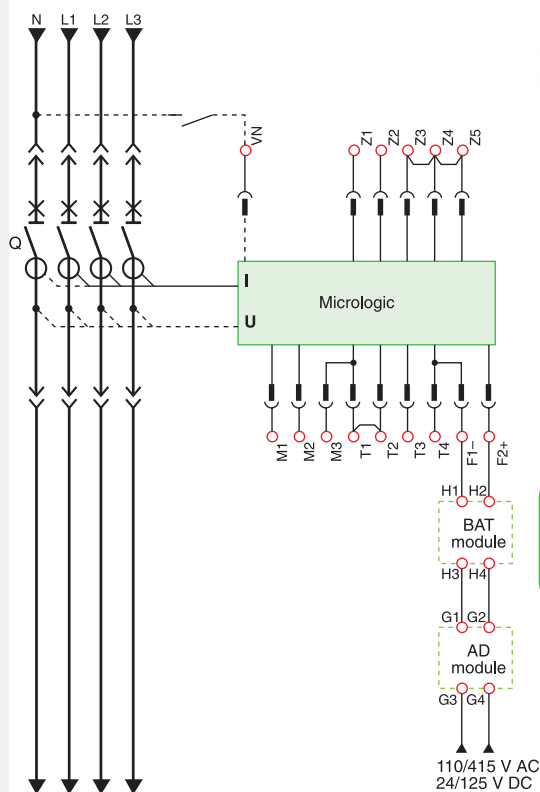 N L1 L2 L3
VN
Z1 Z2 Z3 Z4 Z5
Q
I
Micrologic
U
M1 M2 M3 T1 T2 T3 T4 F1– F2+
H1 H2
BAT
module
H3 H4
G1 G2
AD
module
G3 G4
110/415 V AC
24/125 V DC